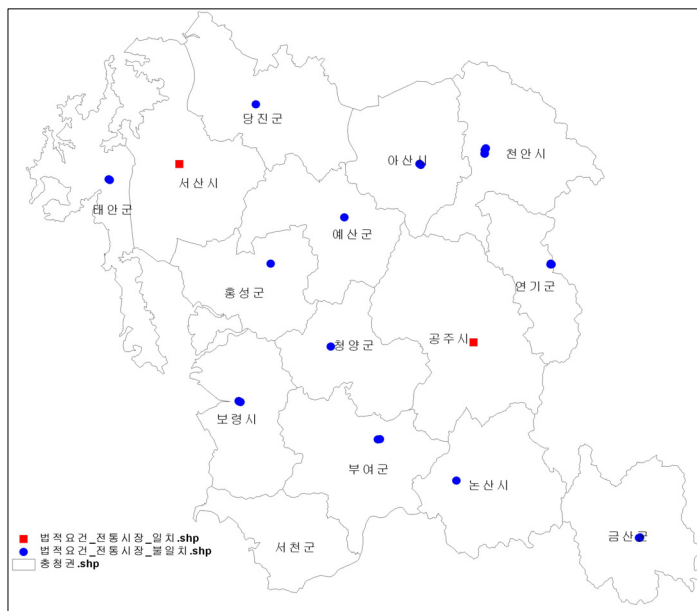 당진군
아산시
천안시
서산시
태안군
예산군
연기군
홍성군
공주시
청양군
보령시
부여군
논산시
금산군
서천군
법적요건_전통시장_일치.shp
법적요건_전통시장_불일치.shp
충청권.shp